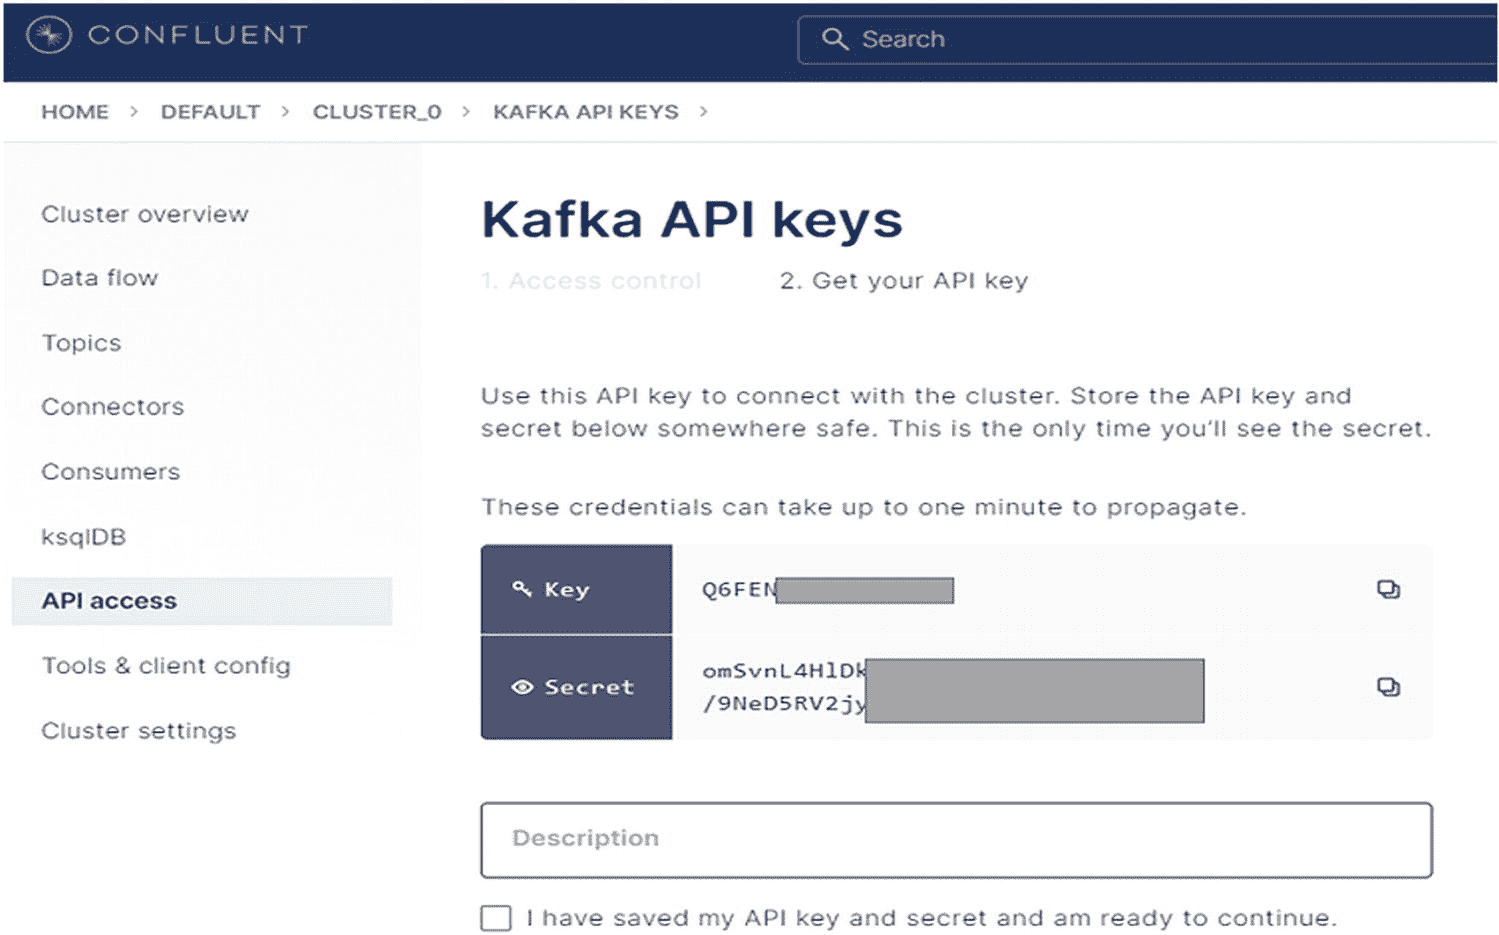 CONFLUENT
Search
HOME > DEFAULT > CLUSTER_0 > KAFKA API KEYS >
Cluster overview
Data flow
Topics
Connectors
Consumers
ksqlDB
API access
Tools & client config
Cluster settings
Kafka API keys
1. Access control 2. Get your API key
Use this API key to connect with the cluster. Store the API key and
secret below somewhere safe. This is the only time you'll see the secret.
These credentials can take up to one minute to propagate.
Key Q6FEN
Secret omSvnL4HlDk
/9NeD5RV2jy
Description
I have saved my API key and secret and am ready to continue.